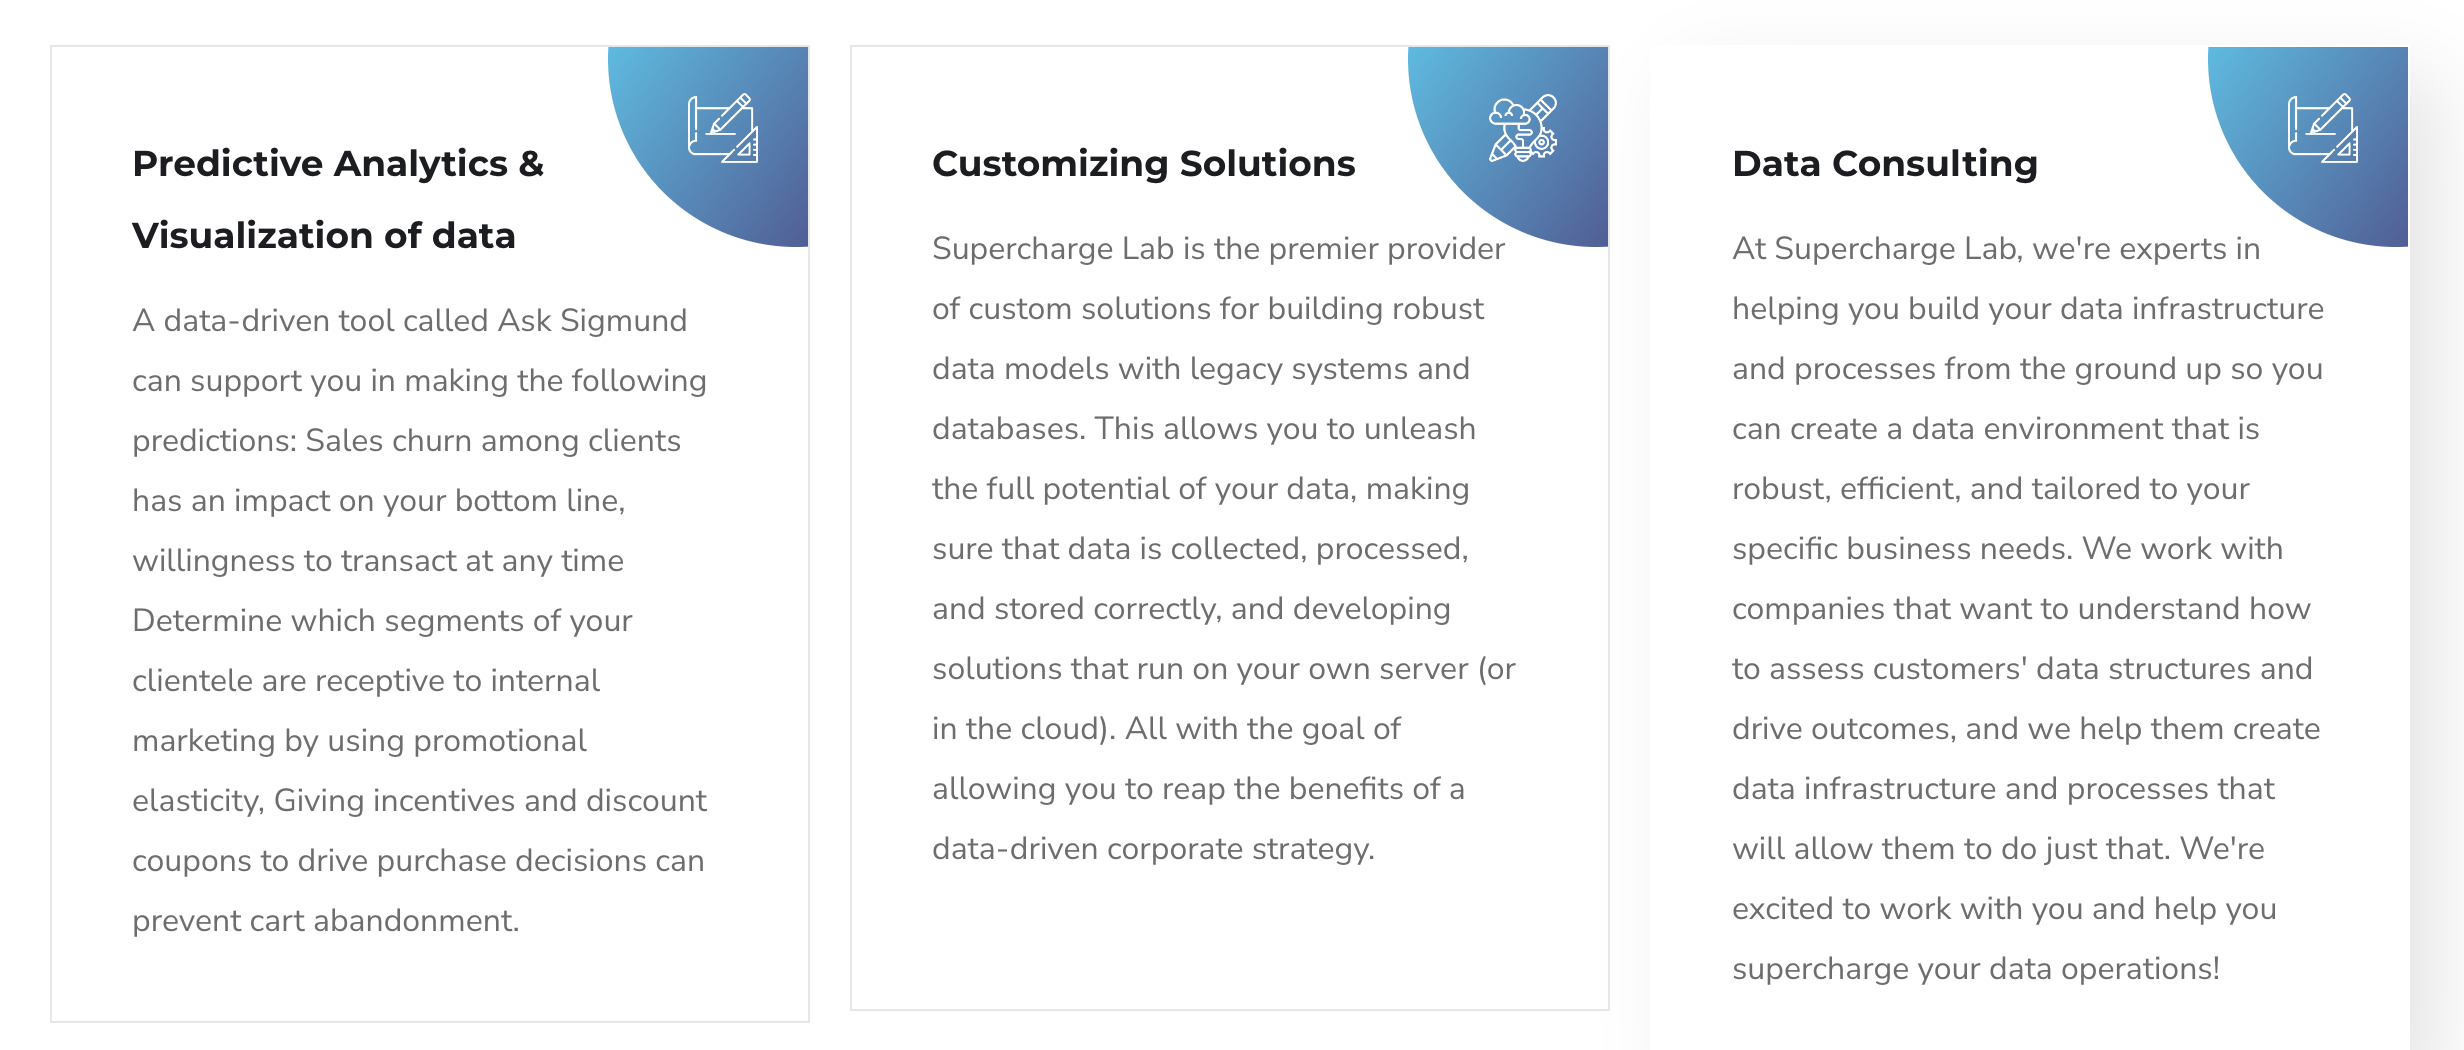 Predictive Analytics &
Visualization of data
A data-driven tool called Ask Sigmund
can support you in making the following
predictions: Sales churn among clients
has an impact on your bottom line,
willingness to transact at any time
Determine which segments of your
clientele are receptive to internal
marketing by using promotional
elasticity, Giving incentives and discount
coupons to drive purchase decisions can
prevent cart abandonment.
Customizing Solutions
Supercharge Lab is the premier provider
of custom solutions for building robust
data models with legacy systems and
databases. This allows you to unleash
the full potential of your data, making
sure that data is collected, processed,
and stored correctly, and developing
solutions that run on your own server (or
in the cloud). All with the goal of
allowing you to reap the benefits of a
data-driven corporate strategy.
Data Consulting
At Supercharge Lab, we're experts in
helping you build your data infrastructure
and processes from the ground up so you
can create a data environment that is
robust, efficient, and tailored to your
specific business needs. We work with
companies that want to understand how
to assess customers' data structures and
drive outcomes, and we help them create
data infrastructure and processes that
will allow them to do just that. We're
excited to work with you and help you
supercharge your data operations!